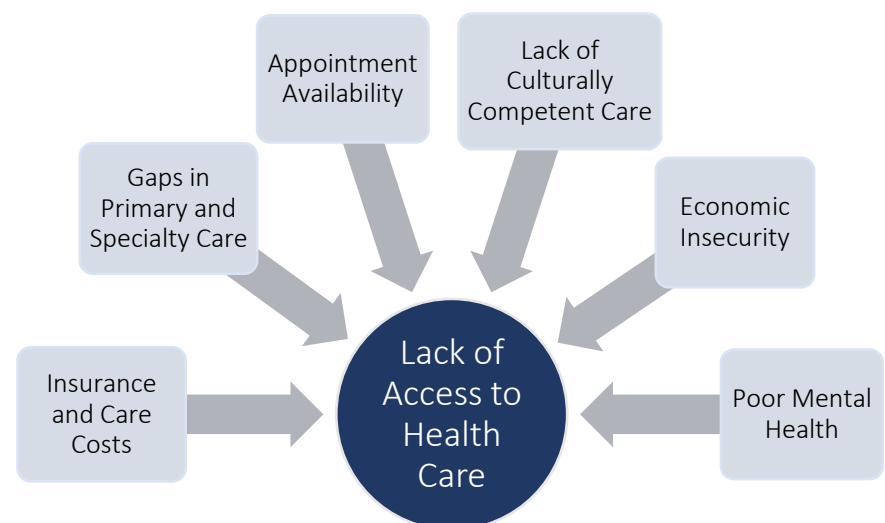 Appointment
Availability
Lack of
Culturally
Competent Care
Gaps in
Primary and
Specialty Care
Economic
Insecurity
Insurance
and Care
Costs
Lack of
Access to
Health
Care
Poor Mental
Health